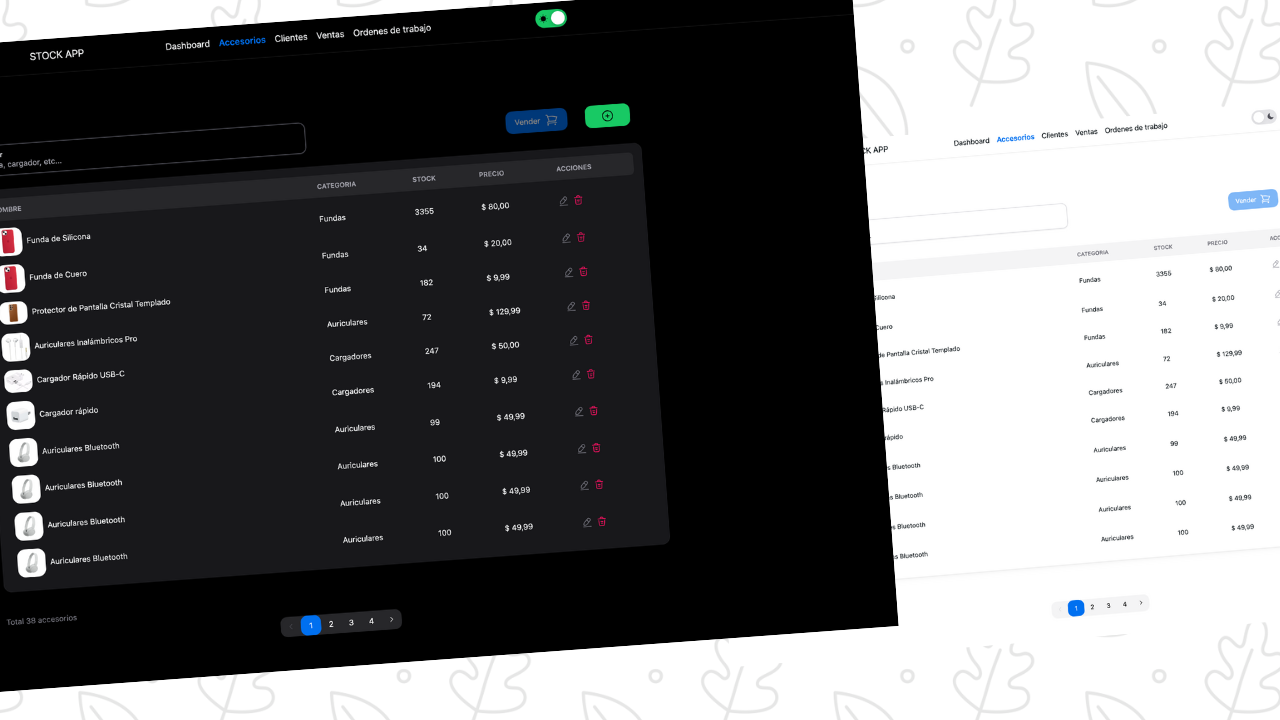 STOCK APP
Dashboard Accesorios Clientes Ventas Ordenes de trabajo
cargador, etc...
Vender
CATEGORIA STOCK PRECIO ACCIONES
Funda de Silicona Fundas 3355 $ 80,00
Funda de Cuero Fundas 34 $ 20,00
Protector de Pantalla Cristal Templado Fundas 182 $ 9,99
Auriculares Inalámbricos Pro Auriculares 72 $ 129,99
Cargador Rápido USB-C Cargadores 247 $ 50,00
Cargador rápido Cargadores 194 $ 9,99
Auriculares Bluetooth Auriculares 99 $ 49,99
Auriculares Bluetooth Auriculares 100 $ 49,99
Auriculares Bluetooth Auriculares 100 $ 49,99
Auriculares Bluetooth Auriculares 100 $ 49,99
Total 38 accesorios
1 2 3 4
APP
Dashboard Accesorios Clientes Ventas Ordenes de trabajo
Vender
CATEGORIA STOCK PRECIO
Silicona Fundas 3355 $ 80,00
Cuero Fundas 34 $ 20,00
de Pantalla Cristal Templado Fundas 182 $ 9,99
Inalámbricos Pro Auriculares 72 $ 129,99
Rápido USB-C Cargadores 247 $ 50,00
rápido Cargadores 194 $ 9,99
Bluetooth Auriculares 99 $ 49,99
Bluetooth Auriculares 100 $ 49,99
Bluetooth Auriculares 100 $ 49,99
Bluetooth Auriculares 100 $ 49,99
1 2 3 4